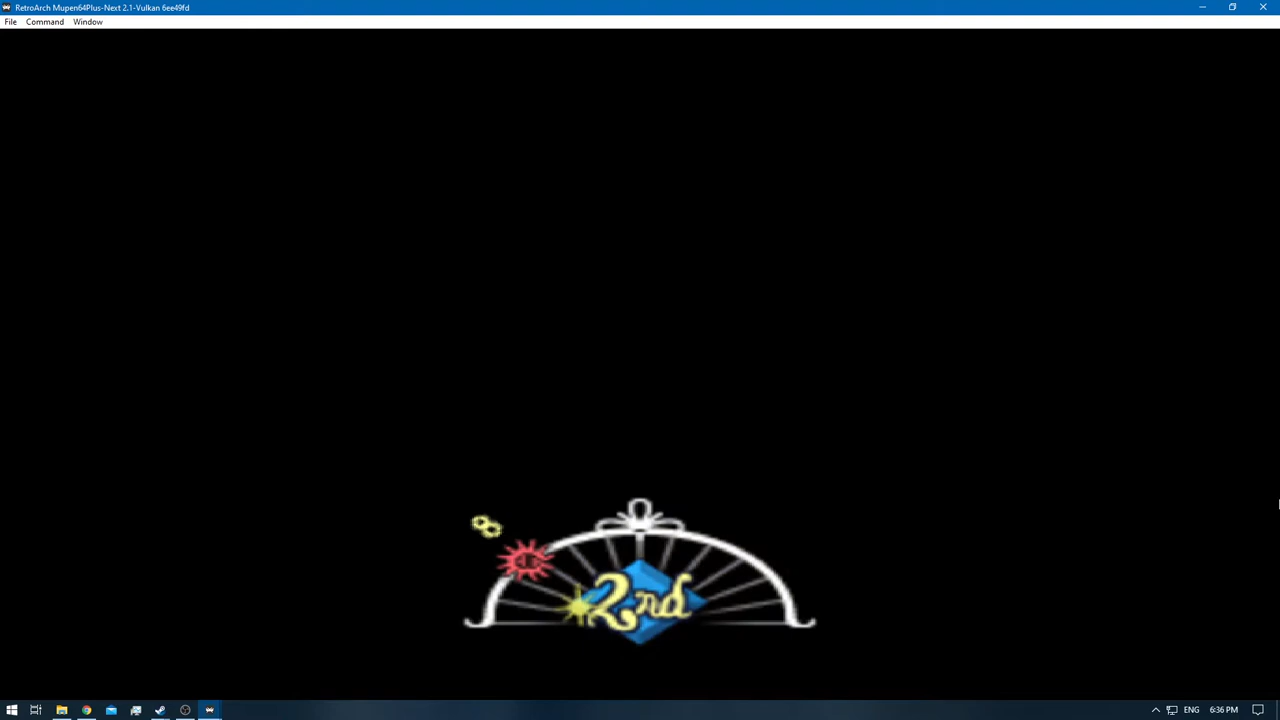 RetroArch Mupen64Plus-Next 2.1-Vulkan 6ee49fd
File Command Window
2nd
ENG 6:36 PM